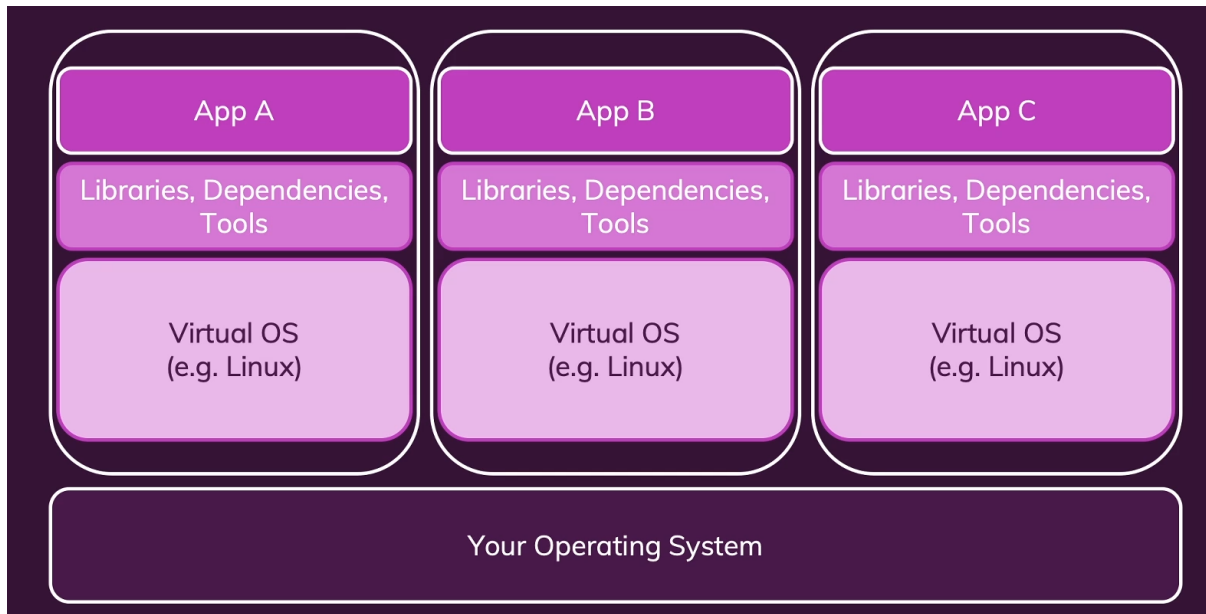 App A
App B
App C
Libraries, Dependencies,
Tools
Libraries, Dependencies,
Tools
Libraries, Dependencies,
Tools
Virtual OS
(e.g. Linux)
Virtual OS
(e.g. Linux)
Virtual OS
(e.g. Linux)
Your Operating System